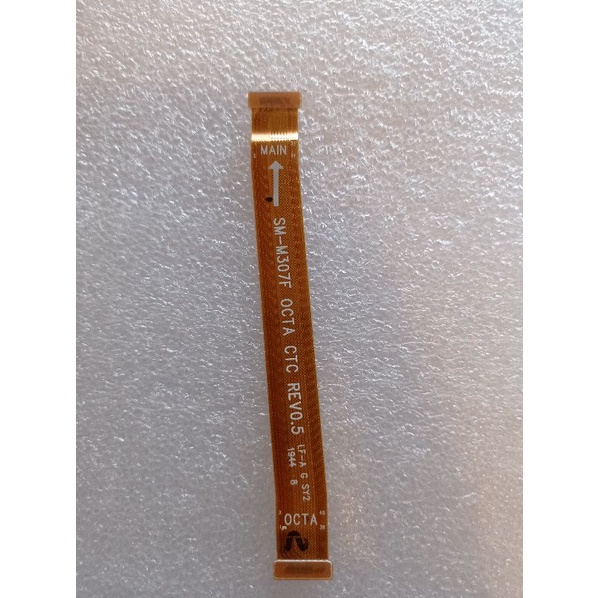 MAIN
SM-M307F OCTA CTC REV0.5
LF-A G SY2
1944 B
OCTA